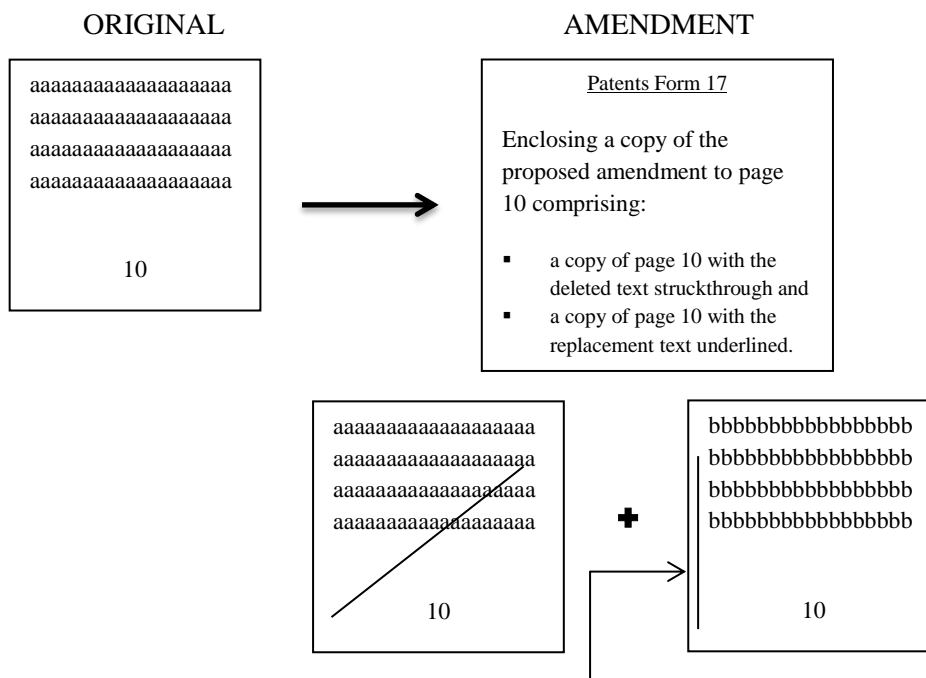 ORIGINAL
AMENDMENT
aaaaaaaaaaaaaaaaaaa
aaaaaaaaaaaaaaaaaaa
aaaaaaaaaaaaaaaaaaa
aaaaaaaaaaaaaaaaaaa
10
Patents Form 17
Enclosing a copy of the
proposed amendment to page
10 comprising:
▪ a copy of page 10 with the
deleted text struckthrough and
▪ a copy of page 10 with the
replacement text underlined.
aaaaaaaaaaaaaaaaaaa
aaaaaaaaaaaaaaaaaaa
aaaaaaaaaaaaaaaaaaa
aaaaaaaaaaaaaaaaaaa
10
bbbbbbbbbbbbbbbbb
bbbbbbbbbbbbbbbbb
bbbbbbbbbbbbbbbbb
bbbbbbbbbbbbbbbbb
10